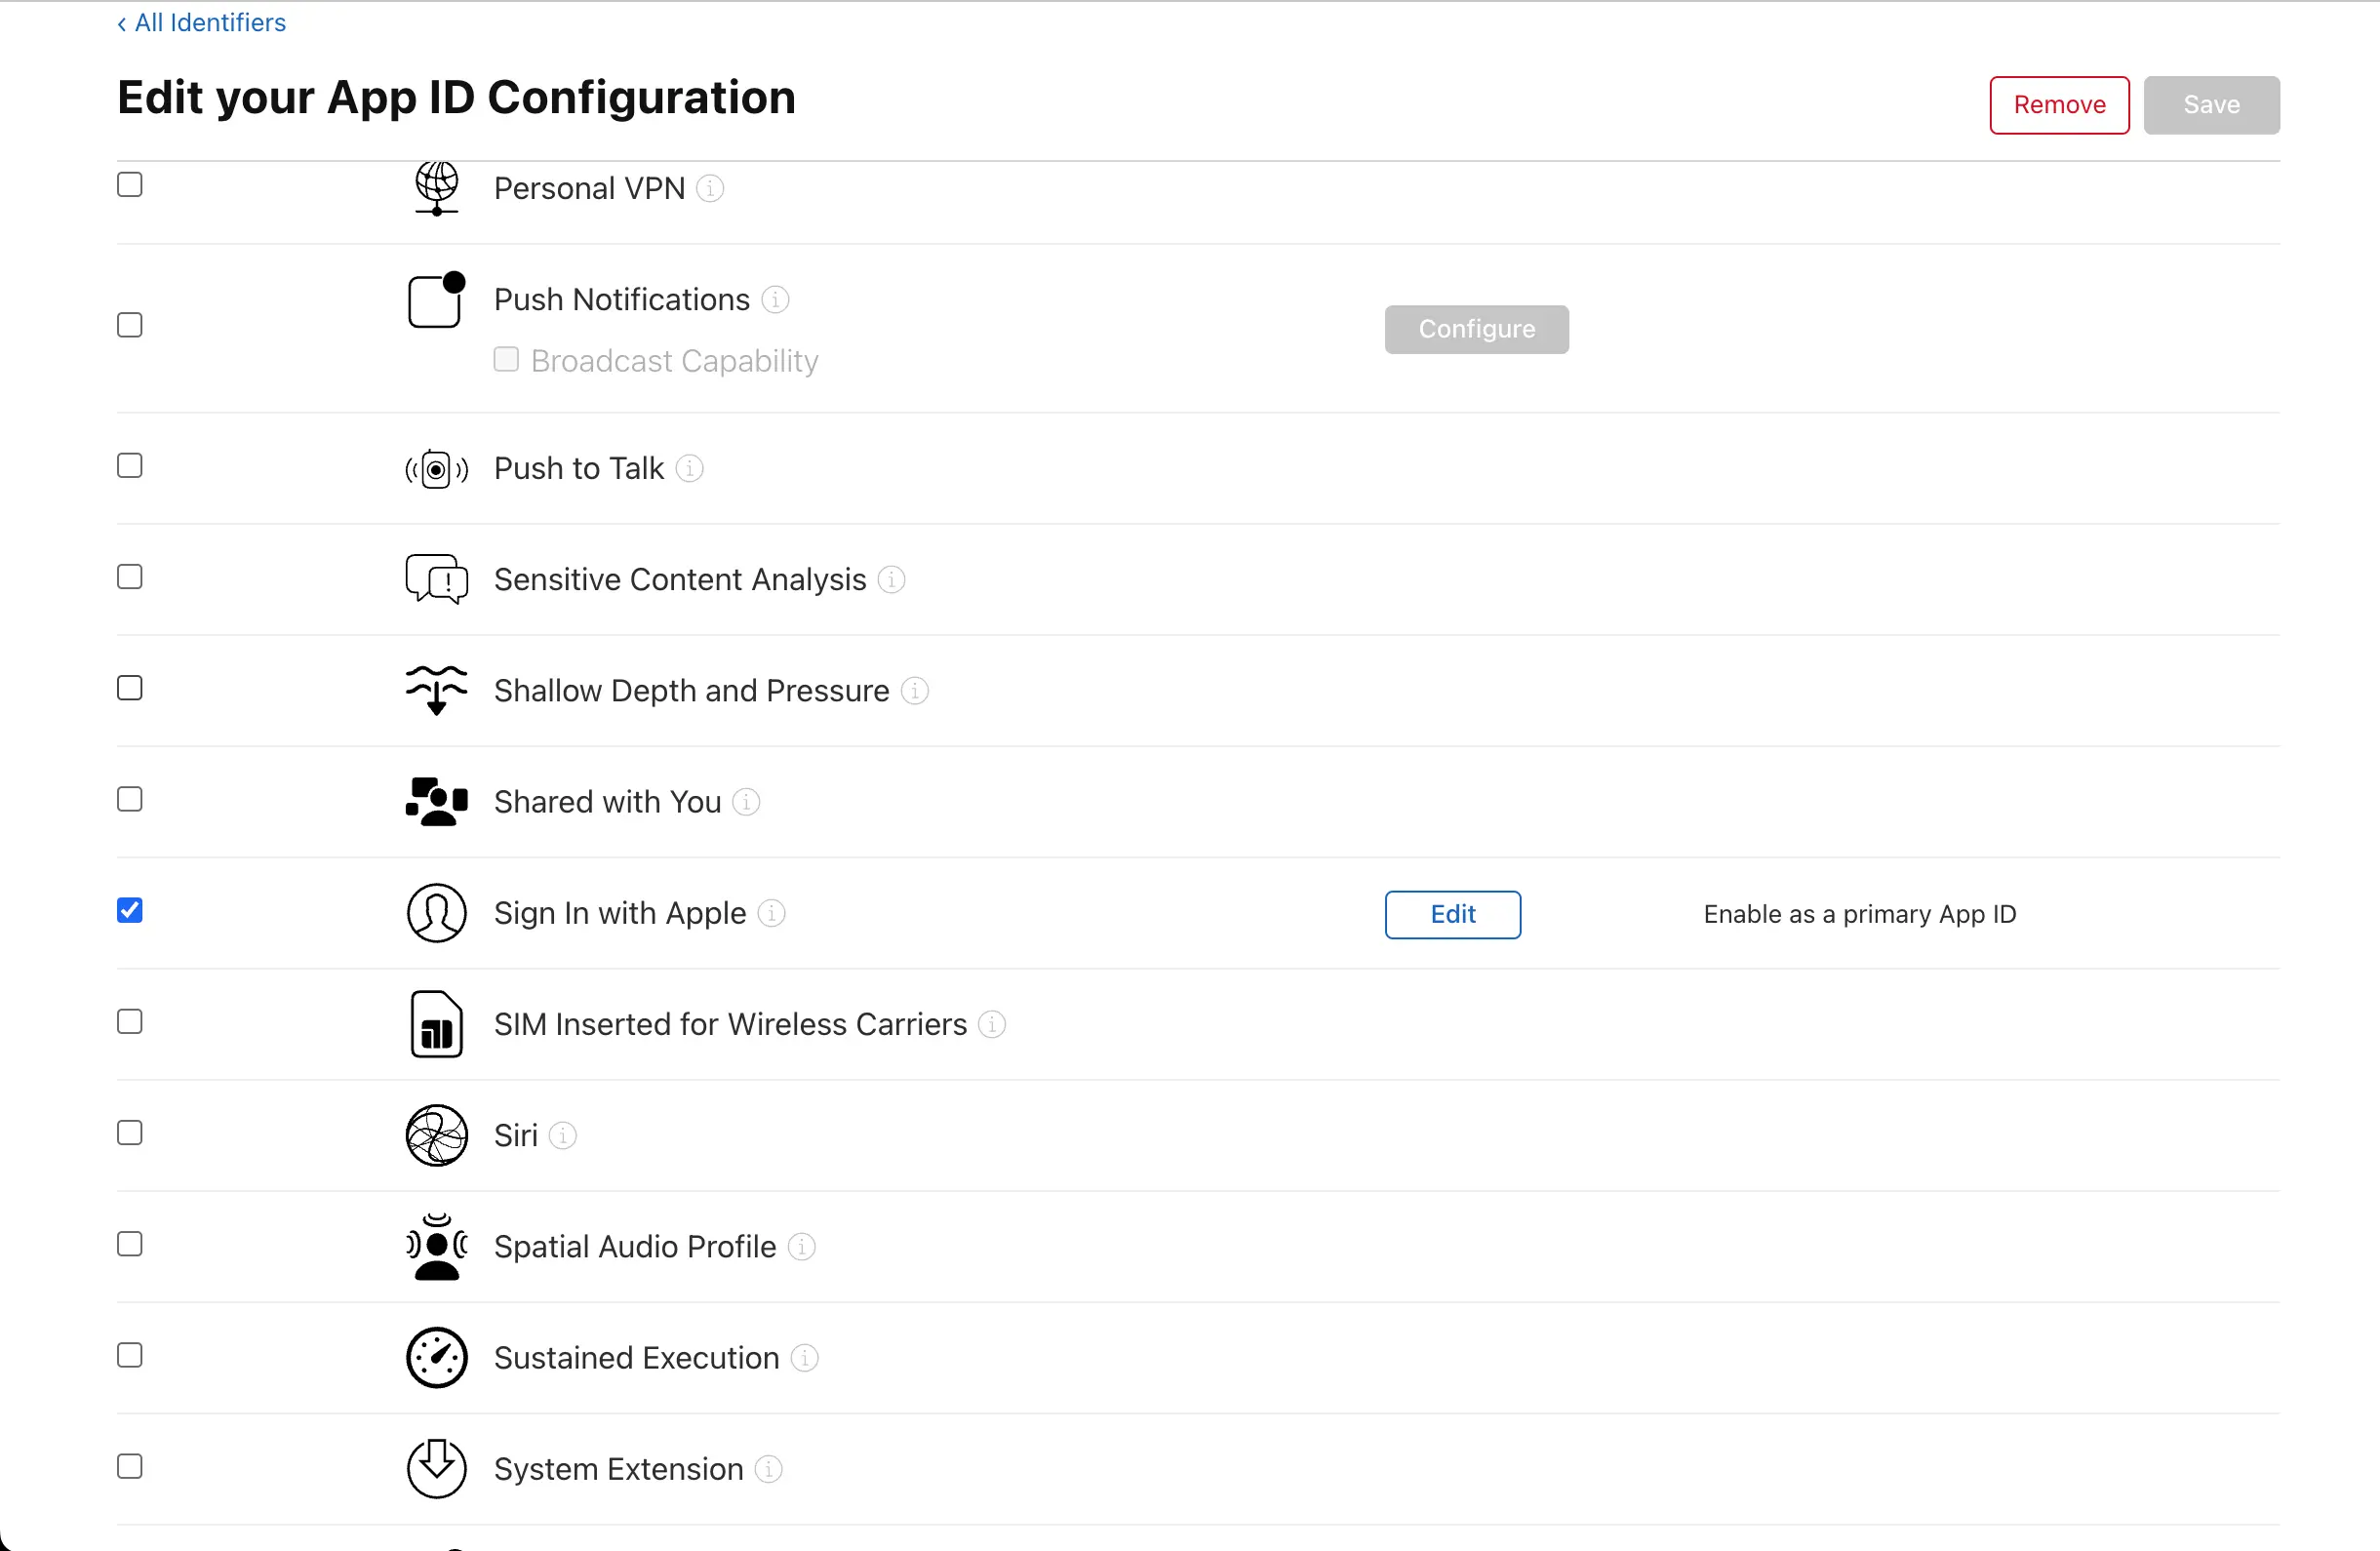 ‹ All Identifiers
Edit your App ID Configuration
Remove
Save
Personal VPN
Push Notifications
Configure
Broadcast Capability
Push to Talk
Sensitive Content Analysis
Shallow Depth and Pressure
Shared with You
Sign In with Apple
Edit
Enable as a primary App ID
SIM Inserted for Wireless Carriers
Siri
Spatial Audio Profile
Sustained Execution
System Extension